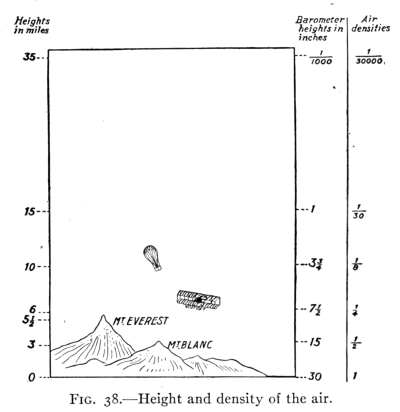 Heights
in miles
Barometer
heights in
inches
Air
densities
35
1/1000
1/30000
15
1
1/30
10
3 3/4
1/8
6
7 1/2
1/4
5 1/2
MT. EVEREST
3
MT. BLANC
15
1/2
0
30
1
FIG. 38.—Height and density of the air.